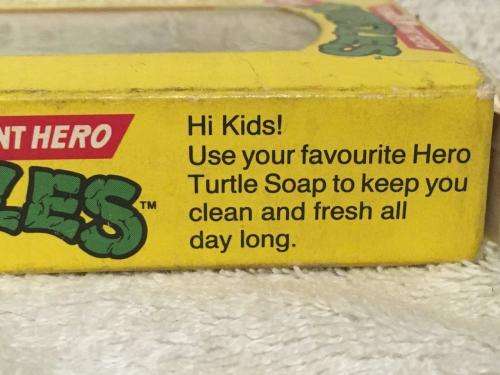 NT HERO
LES™
Hi Kids!
Use your favourite Hero
Turtle Soap to keep you
clean and fresh all
day long.